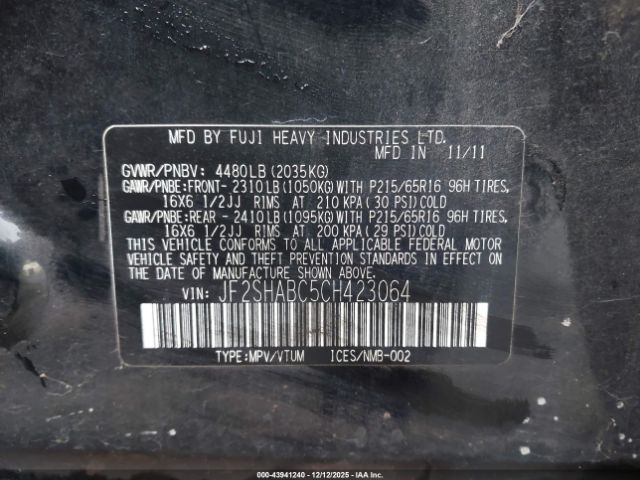 MFD BY FUJI HEAVY INDUSTRIES LTD.
MFD IN 11/11
GVWR/PNBV: 4480LB(2035KG)
GAWR/PNBE:FRONT- 2310LB(1050KG)WITH P215/65R16 96H TIRES,
16X6 1/2JJ RIMS AT 210 KPA(30 PSI)COLD
GAWR/PNBE:REAR - 2410LB(1095KG)WITH P215/65R16 96H TIRES,
16X6 1/2JJ RIMS AT 200 KPA(29 PSI)COLD
THIS VEHICLE CONFORMS TO ALL APPLICABLE FEDERAL MOTOR
VEHICLE SAFETY AND THEFT PREVENTION STANDARDS IN EFFECT
ON THE DATE OF MANUFACTURE SHOWN ABOVE.
VIN: JF2SHABC5CH423064
TYPE:MPV/VTUM ICES/NMB-002
000-43941240 - 12/12/2025 - IAAI.COM